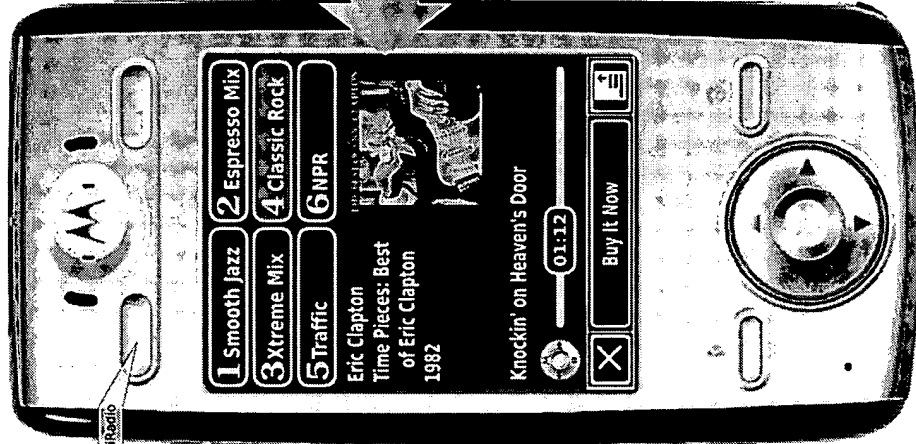 iRadio
1 Smooth Jazz
2 Espresso Mix
3 Xtreme Mix
4 Classic Rock
5 Traffic
6 NPR
Eric Clapton
Time Pieces: Best
of Eric Clapton
1982
Knockin' on Heaven's Door
01:12
Buy It Now